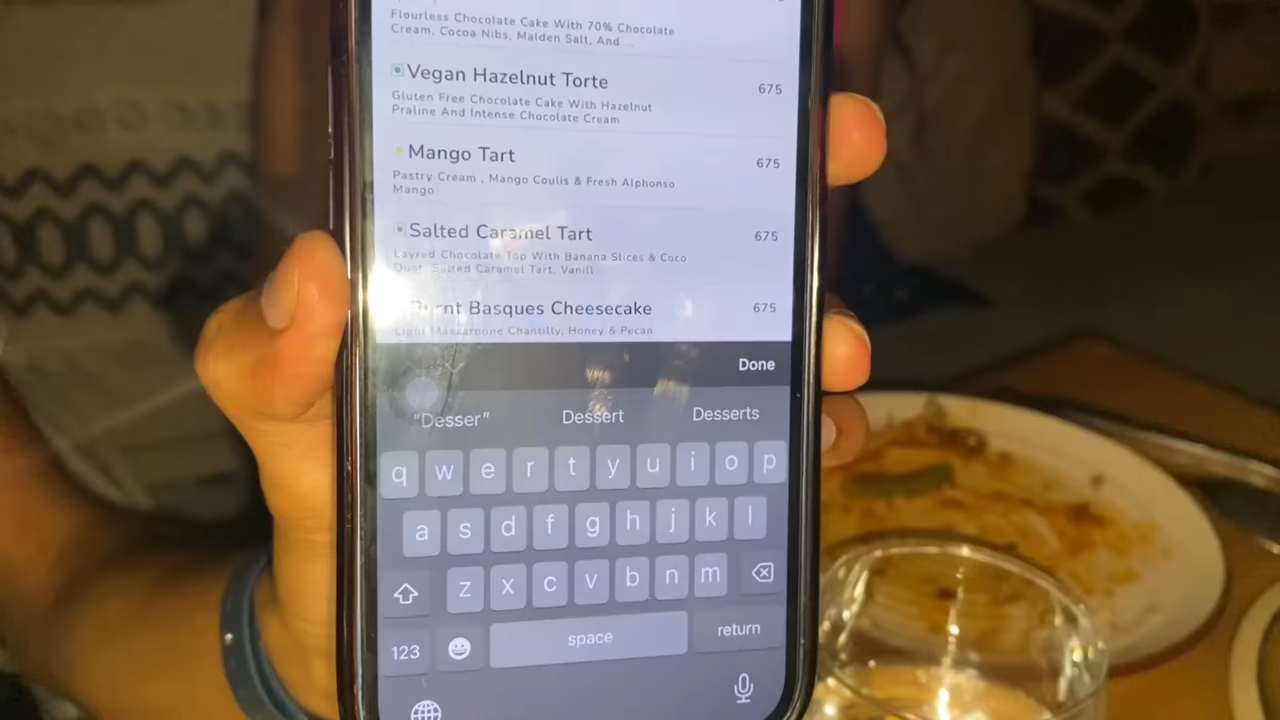 Flourless Chocolate Cake With 70% Chocolate
Cream, Cocoa Nibs, Malden Salt, And ...
Vegan Hazelnut Torte 675
Gluten Free Chocolate Cake With Hazelnut
Praline And Intense Chocolate Cream
Mango Tart 675
Pastry Cream , Mango Coulis & Fresh Alphonso
Mango
Salted Caramel Tart 675
Layred Chocolate Top With Banana Slices & Coco
Dust, Salted Caramel Tart, Vanill...
Burnt Basques Cheesecake 675
Light Mascarpone Chantilly, Honey & Pecan
Done
“Desser” Dessert Desserts
q w e r t y u i o p
a s d f g h j k l
z x c v b n m
123 space return